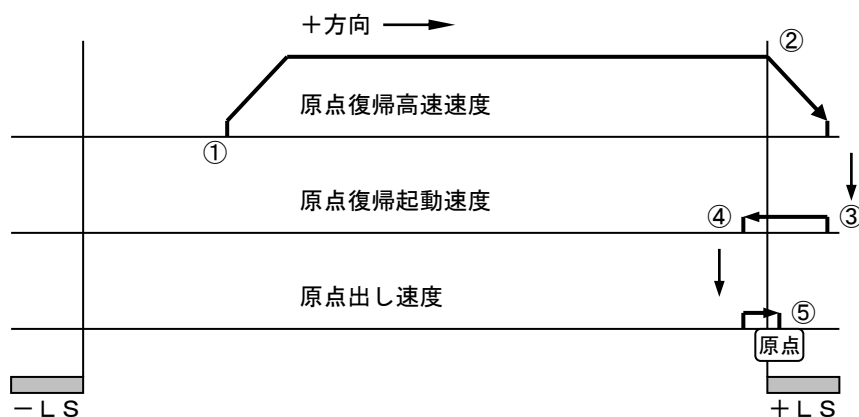 +方向
②
原点復帰高速速度
①
原点復帰起動速度
④
③
原点出し速度
⑤
原点
-LS
+LS